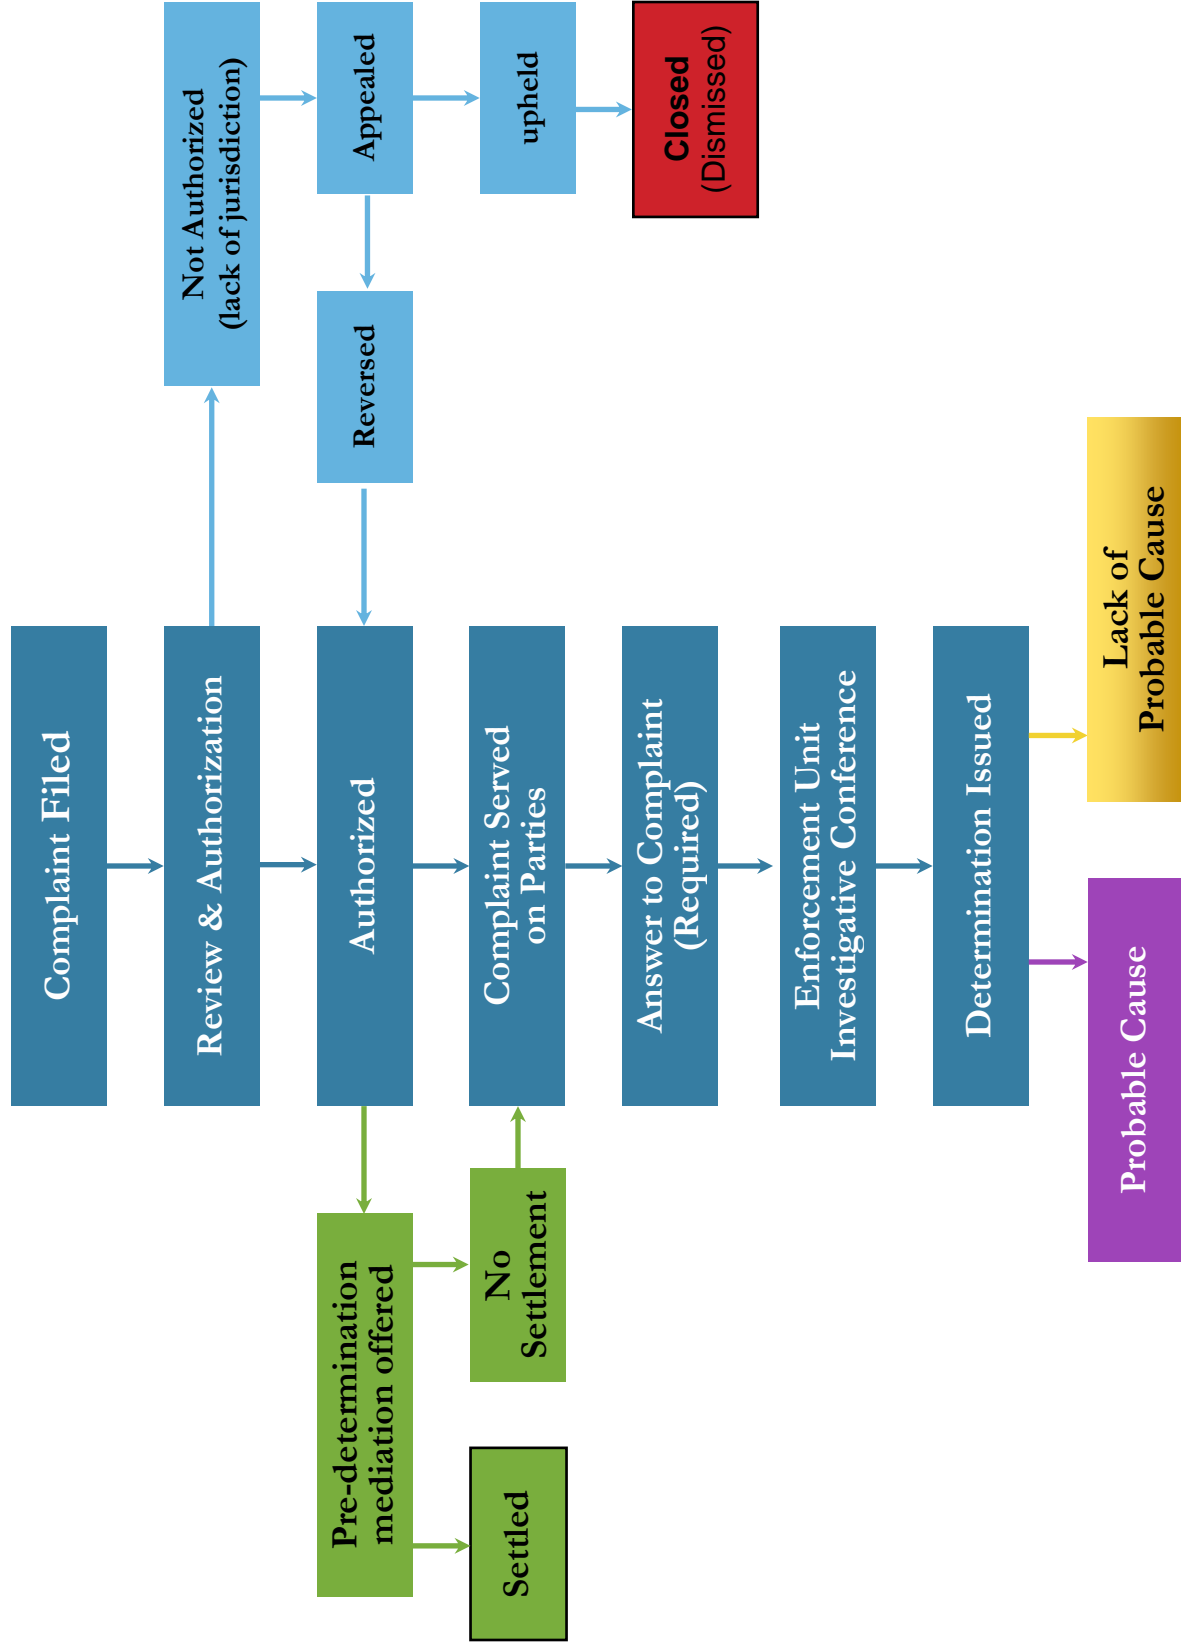 Complaint Filed
Review & Authorization
Not Authorized
(lack of jurisdiction)
Authorized
Reversed
Appealed
Pre-determination
mediation offered
Complaint Served
on Parties
upheld
No
Settlement
Settled
Answer to Complaint
(Required)
Closed
(Dismissed)
Enforcement Unit
Investigative Conference
Determination Issued
Probable Cause
Lack of
Probable Cause